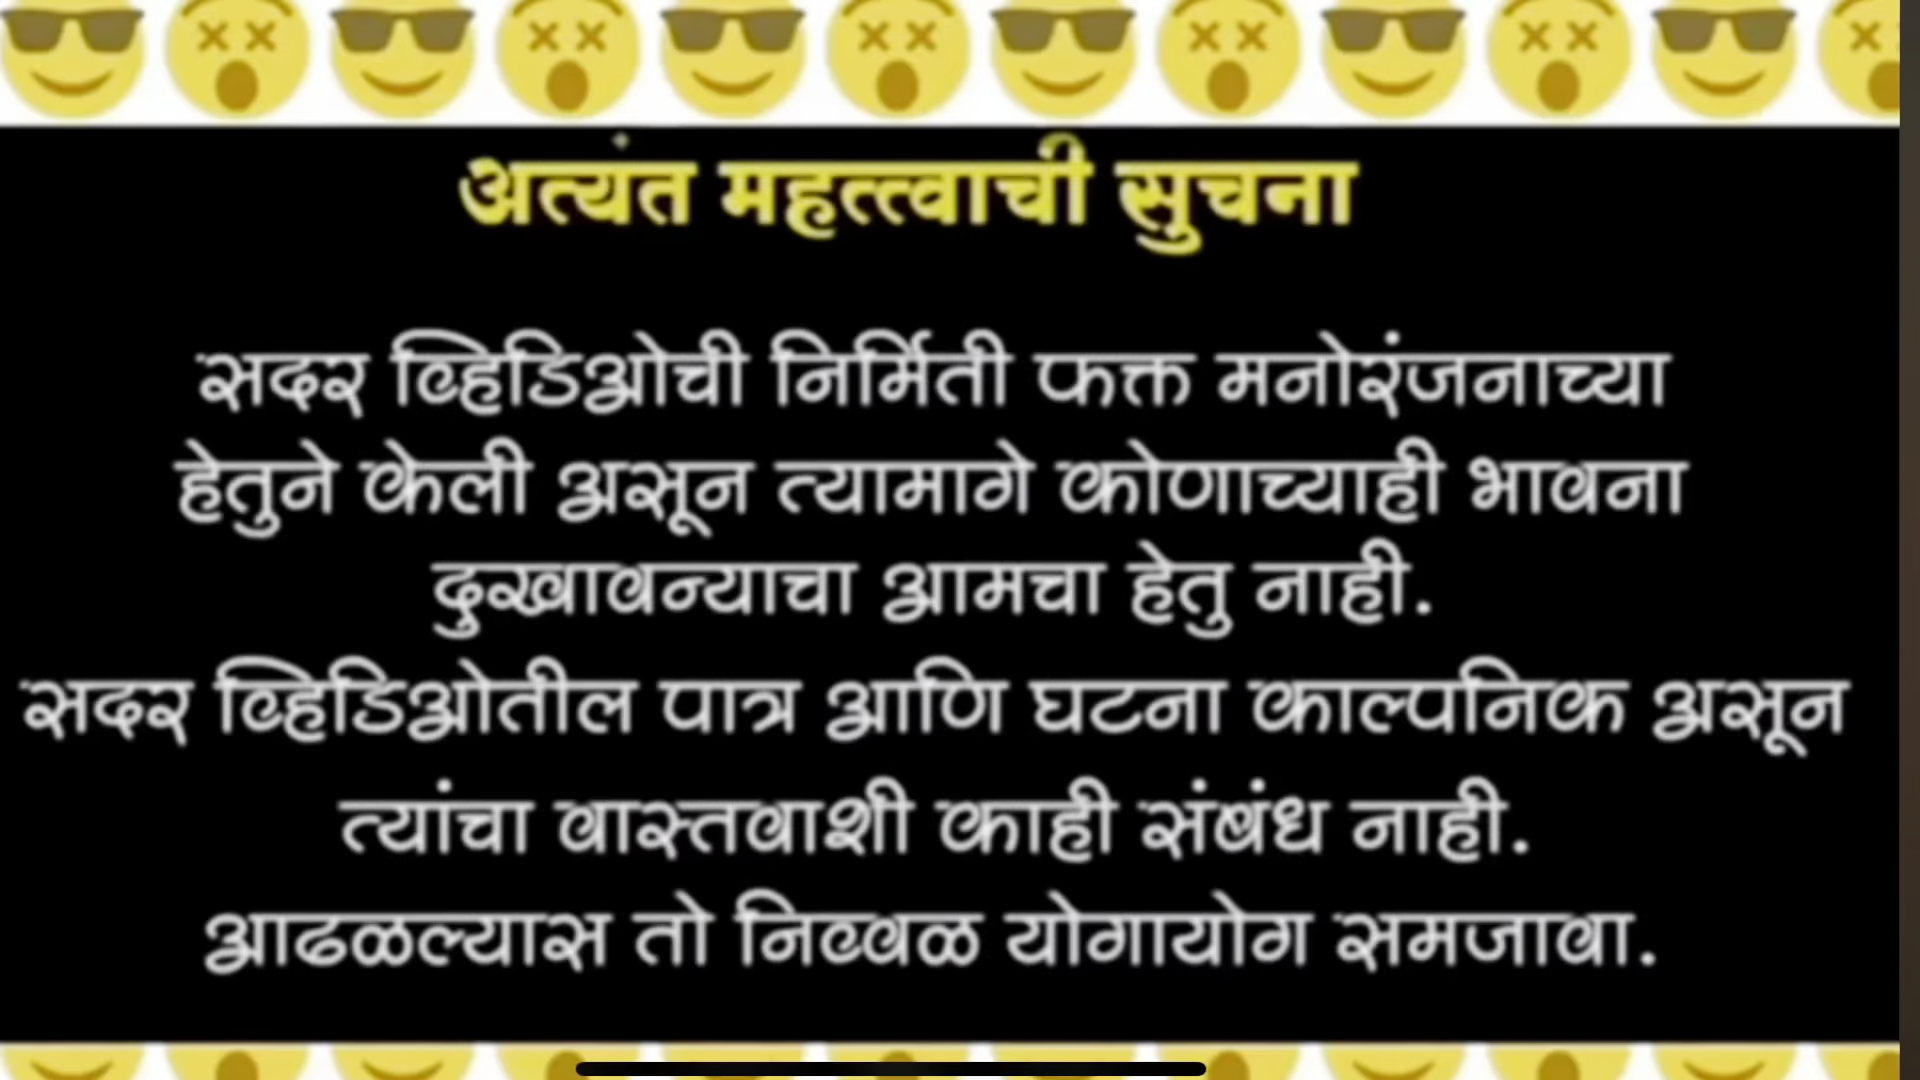 अत्यंत महत्त्वाची सुचना
सदर व्हिडिओची निर्मिती फक्त मनोरंजनाच्या
हेतुने केली असून त्यामागे कोणाच्याही भावना
दुखावन्याचा आमचा हेतु नाही.
सदर व्हिडिओतील पात्र आणि घटना काल्पनिक असून
त्यांचा वास्तवाशी काही संबंध नाही.
आढळल्यास तो निव्वळ योगायोग समजावा.